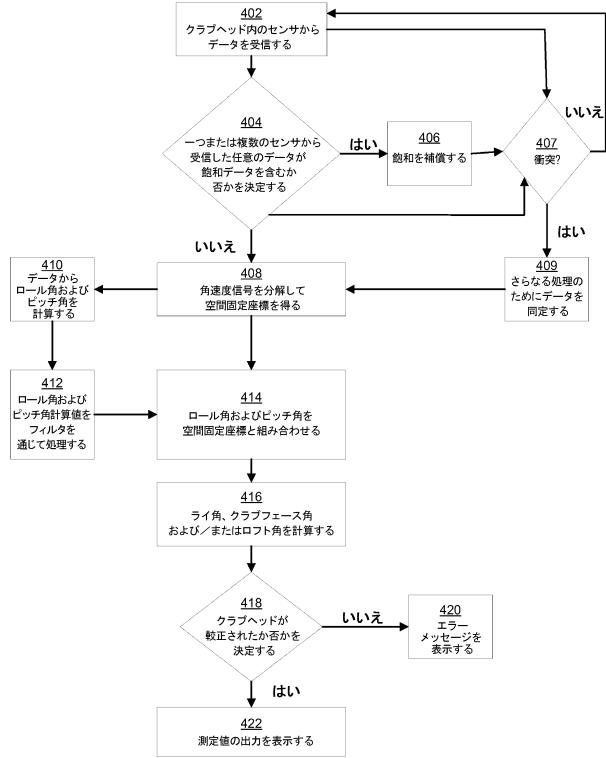 402
クラブヘッド内のセンサから
データを受信する
404
一つまたは複数のセンサから
受信した任意のデータが
飽和データを含むか
否かを決定する
はい
406
飽和を補償する
407
衝突?
いいえ
はい
いいえ
410
データから
ロール角および
ピッチ角を
計算する
408
角速度信号を分解して
空間固定座標を得る
409
さらなる処理の
ためにデータを
同定する
412
ロール角および
ピッチ角計算値を
フィルタを
通じて処理する
414
ロール角およびピッチ角を
空間固定座標と組み合わせる
416
ライ角、クラブフェース角
および／またはロフト角を計算する
418
クラブヘッドが
較正されたか否かを
決定する
いいえ
420
エラー
メッセージを
表示する
はい
422
測定値の出力を表示する